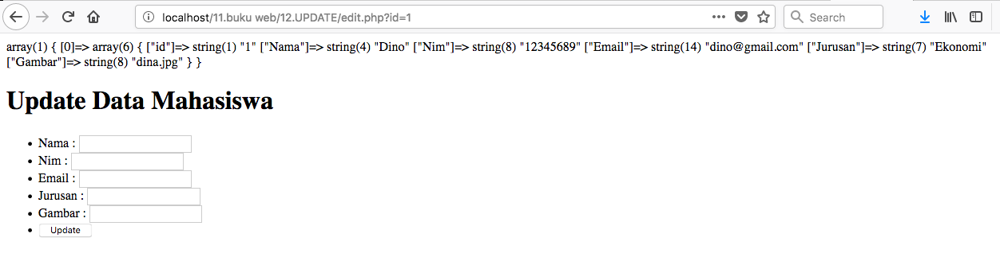 localhost/11.buku web/12.UPDATE/edit.php?id=1
Search
array(1) { [0]=> array(6) { ["id"]=> string(1) "1" ["Nama"]=> string(4) "Dino" ["Nim"]=> string(8) "12345689" ["Email"]=> string(14) "dino@gmail.com" ["Jurusan"]=> string(7) "Ekonomi"
["Gambar"]=> string(8) "dina.jpg" } }
Update Data Mahasiswa
• Nama :
• Nim :
• Email :
• Jurusan :
• Gambar :
• Update